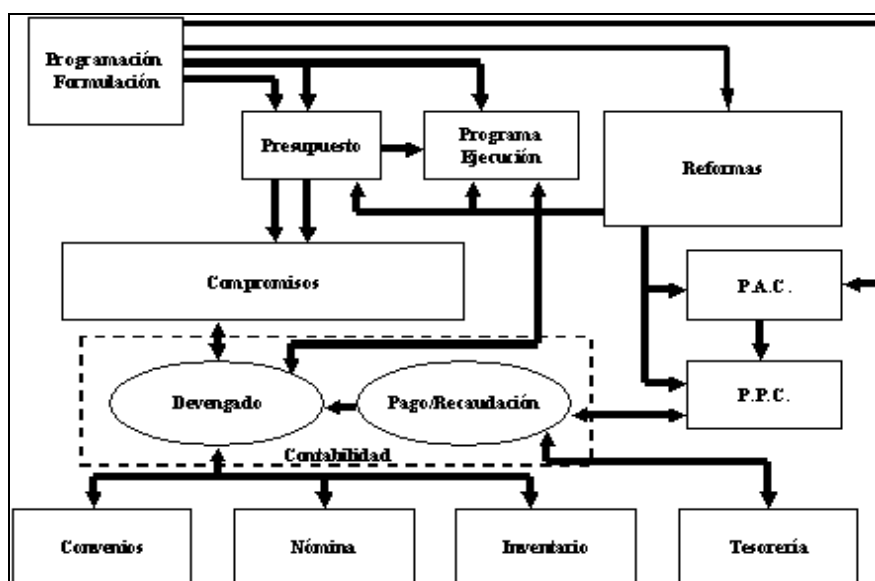 Programación
Formulación
Presupuesto
Programa
Ejecución
Reformas
Compromisos
P.A.C.
Devengado
Pago/Recaudación
P.P.C.
Contabilidad
Convenios
Nómina
Inventario
Tesorería